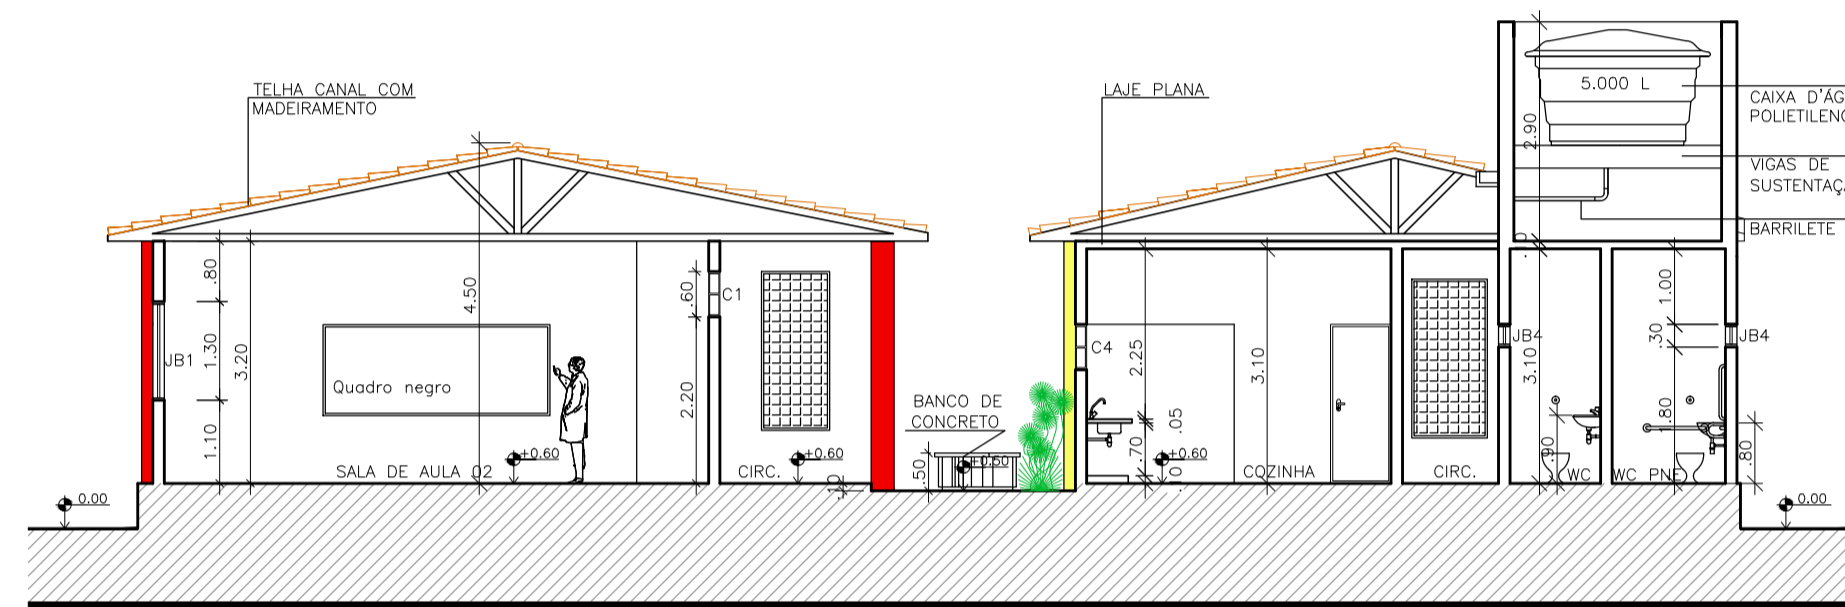 TELHA CANAL COM
MADEIRAMENTO
LAJE PLANA
5.000 L
CAIXA D'ÁG
POLIETILENO
2.90
VIGAS DE
SUSTENTAÇ
BARRILETE
.80
1.30
1.10
JB1
3.20
4.50
Quadro negro
.60
C1
2.20
SALA DE AULA 02
+0.60
CIRC.
+0.60
.10
BANCO DE
CONCRETO
.50
+0.50
C4
2.25
.05
.70
.10
+0.60
3.10
COZINHA
CIRC.
JB4
3.10
.90
WC
WC PNE
1.00
.30
1.80
JB4
.80
0.00
0.00